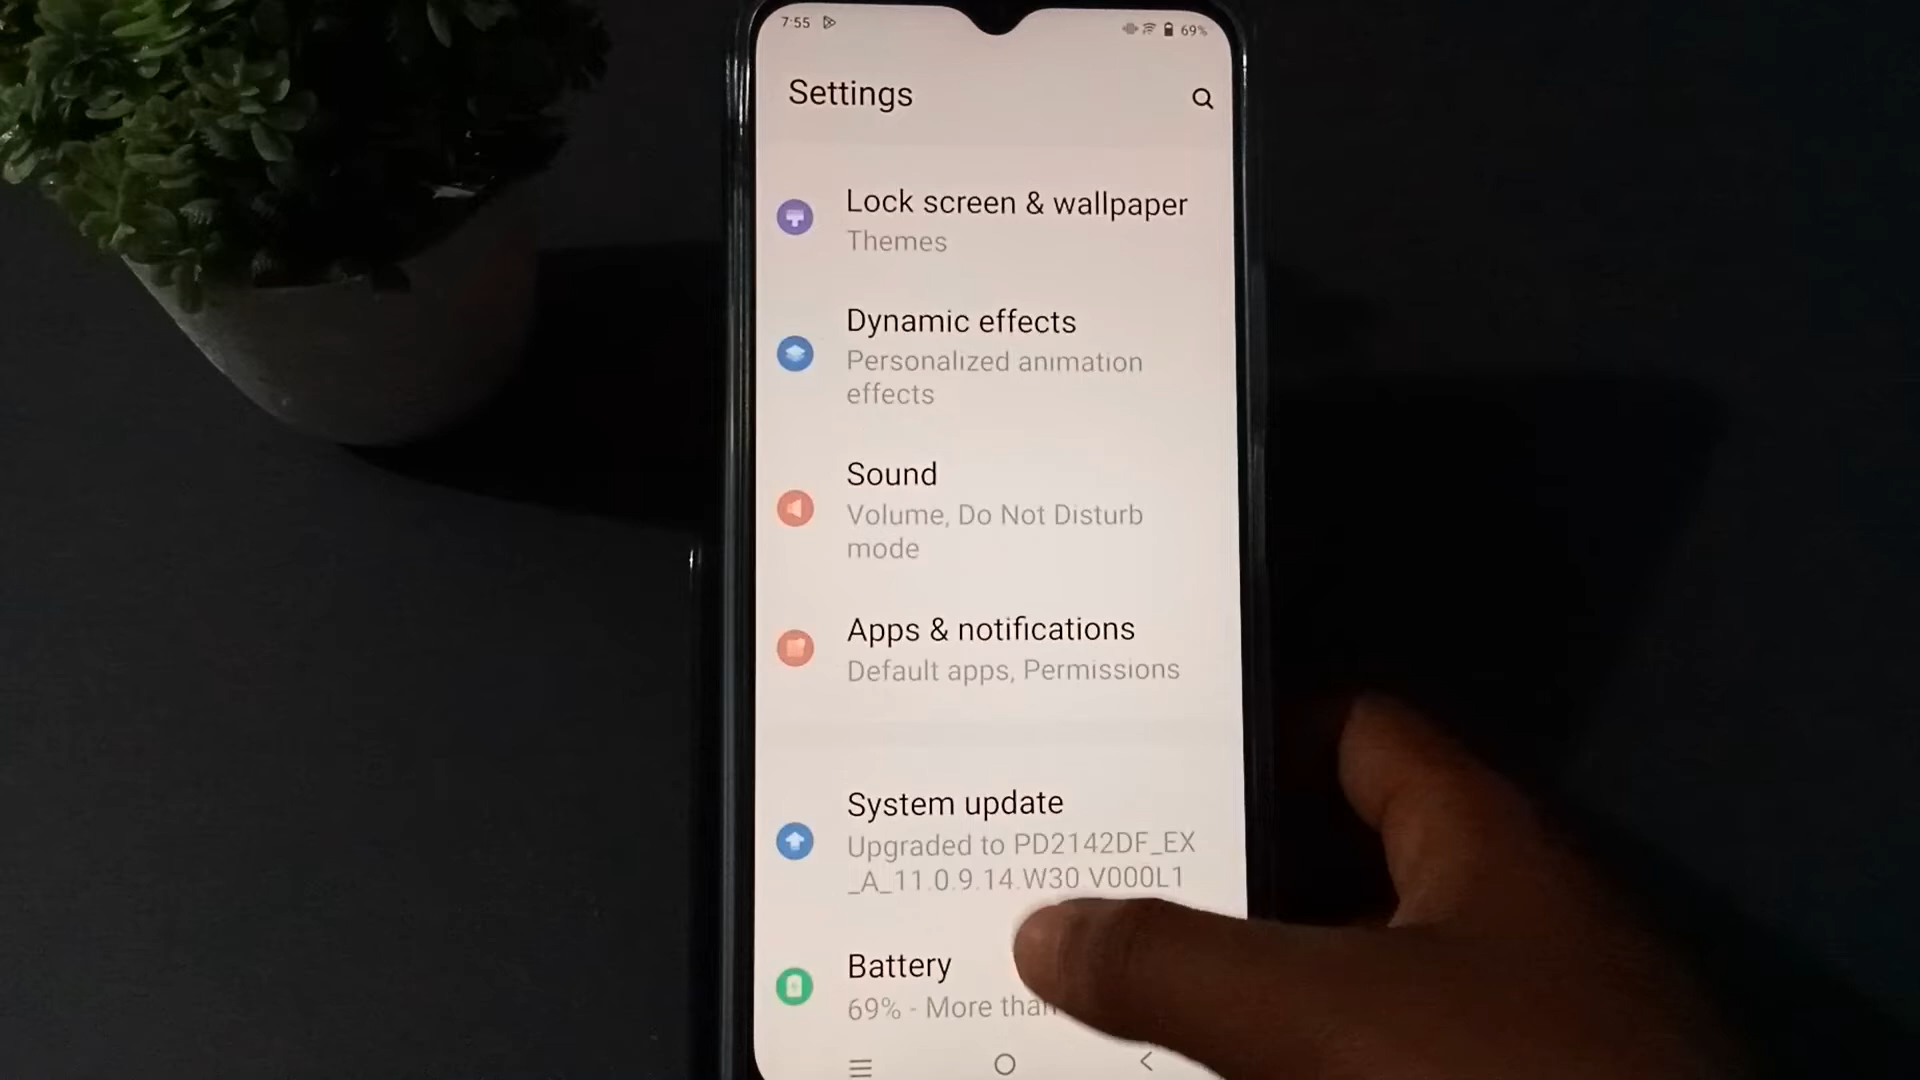 7:55 69%
Settings
Lock screen & wallpaper
Themes
Dynamic effects
Personalized animation
effects
Sound
Volume, Do Not Disturb
mode
Apps & notifications
Default apps, Permissions
System update
Upgraded to PD2142DF_EX
_A_11.0.9.14.W30 V000L1
Battery
69% - More than